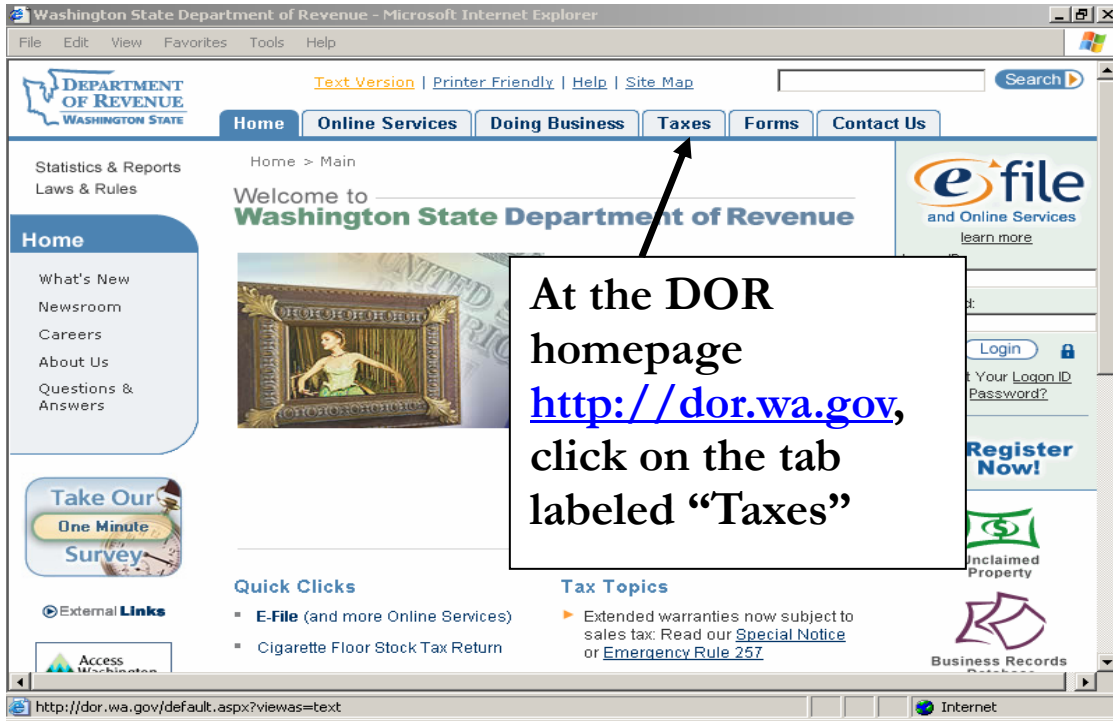 Washington State Department of Revenue - Microsoft Internet Explorer
File Edit View Favorites Tools Help
DEPARTMENT
OF REVENUE
WASHINGTON STATE
Text Version | Printer Friendly | Help | Site Map
Search
Home Online Services Doing Business Taxes Forms Contact Us
Statistics & Reports
Laws & Rules
Home
What's New
Newsroom
Careers
About Us
Questions &
Answers
Take Our
One Minute
Survey
External Links
Access
Home > Main
Welcome to
Washington State Department of Revenue
UNITED
At the DOR
homepage
http://dor.wa.gov,
click on the tab
labeled “Taxes”
Quick Clicks
E-File (and more Online Services)
Cigarette Floor Stock Tax Return
Tax Topics
Extended warranties now subject to
sales tax: Read our Special Notice
or Emergency Rule 257
e file
and Online Services
learn more
Login
Your Logon ID
Password?
Register
Now!
Unclaimed
Property
Business Records
http://dor.wa.gov/default.aspx?viewas=text
Internet